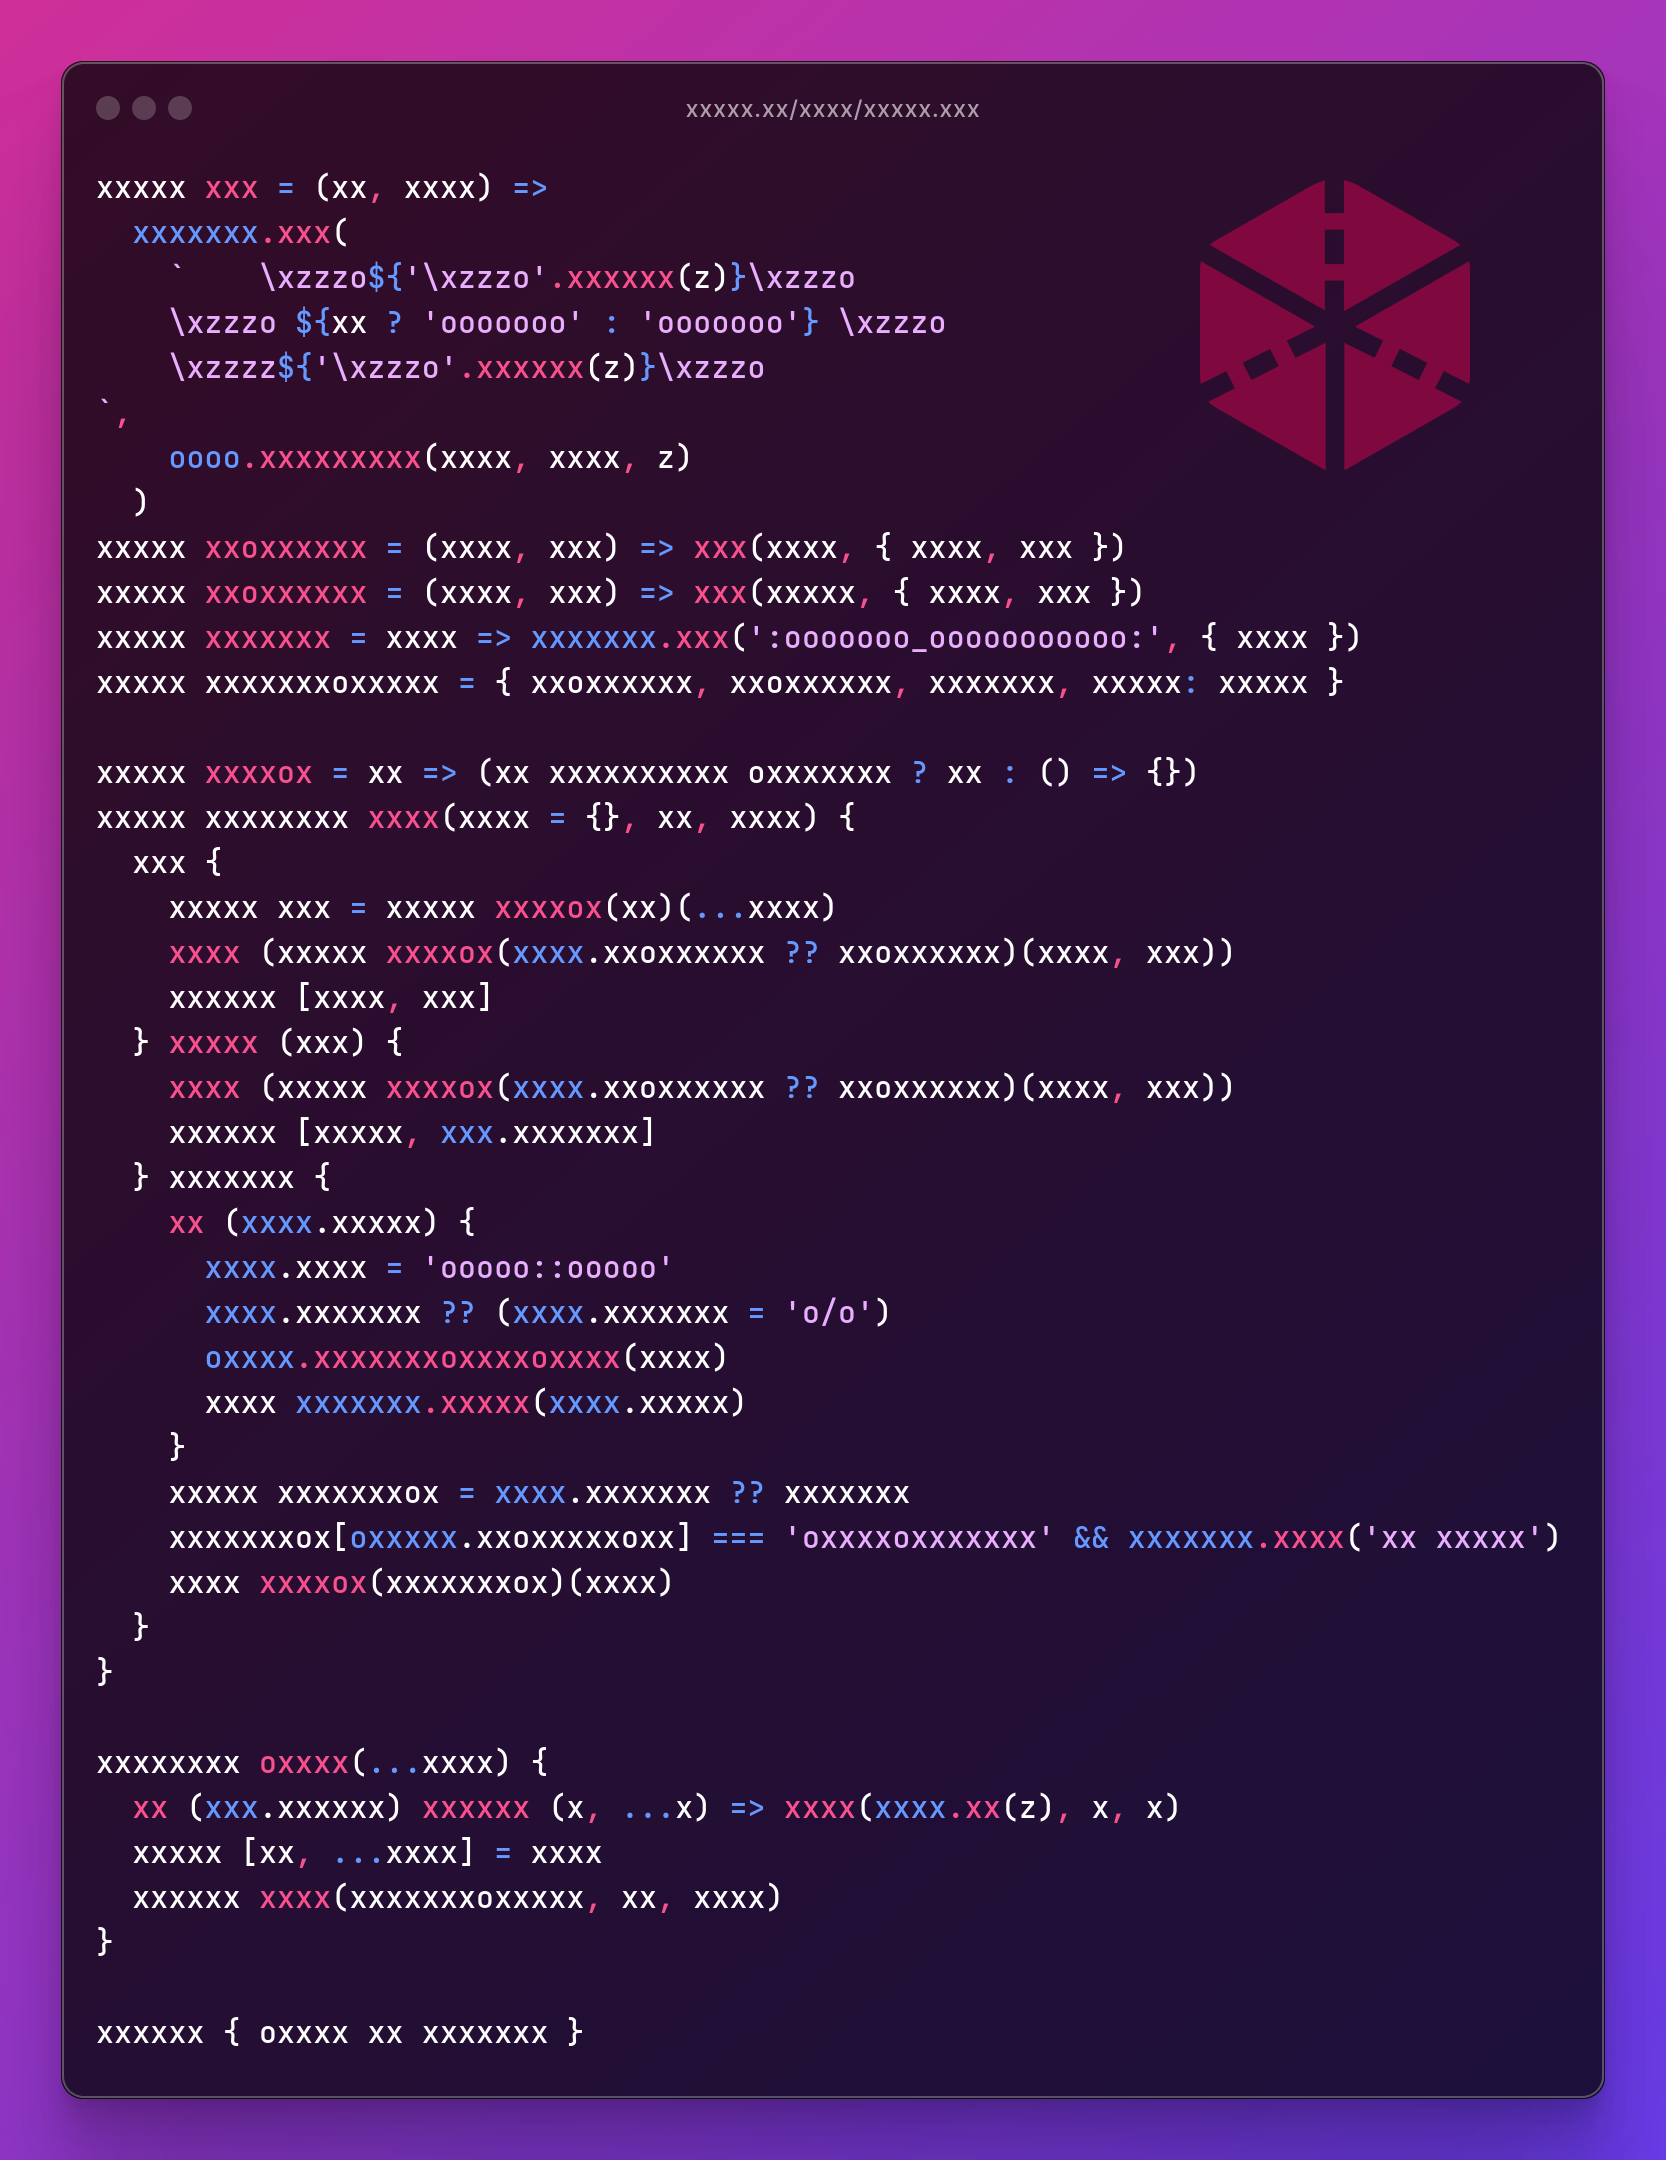 xxxxx.xx/xxxx/xxxxx.xxx
xxxxx xxx = (xx, xxxx) =>
  xxxxxxx.xxx(
    `    \xzzzo${'\xzzzo'.xxxxxx(z)}\xzzzo
    \xzzzo ${xx ? 'ooooooo' : 'ooooooo'} \xzzzo
    \xzzzz${'\xzzzo'.xxxxxx(z)}\xzzzo
`,
    oooo.xxxxxxxxx(xxxx, xxxx, z)
  )
xxxxx xxoxxxxxx = (xxxx, xxx) => xxx(xxxx, { xxxx, xxx })
xxxxx xxoxxxxxx = (xxxx, xxx) => xxx(xxxxx, { xxxx, xxx })
xxxxx xxxxxxx = xxxx => xxxxxxx.xxx(':ooooooo_ooooooooooo:', { xxxx })
xxxxx xxxxxxxoxxxxx = { xxoxxxxxx, xxoxxxxxx, xxxxxxx, xxxxx: xxxxx }
xxxxx xxxxox = xx => (xx xxxxxxxxxx oxxxxxxx ? xx : () => {})
xxxxx xxxxxxxx xxxx(xxxx = {}, xx, xxxx) {
  xxx {
    xxxxx xxx = xxxxx xxxxox(xx)(...xxxx)
    xxxx (xxxxx xxxxox(xxxx.xxoxxxxxx ?? xxoxxxxxx)(xxxx, xxx))
    xxxxxx [xxxx, xxx]
  } xxxxx (xxx) {
    xxxx (xxxxx xxxxox(xxxx.xxoxxxxxx ?? xxoxxxxxx)(xxxx, xxx))
    xxxxxx [xxxxx, xxx.xxxxxxx]
  } xxxxxxx {
    xx (xxxx.xxxxx) {
      xxxx.xxxx = 'ooooo::ooooo'
      xxxx.xxxxxxx ?? (xxxx.xxxxxxx = 'o/o')
      oxxxx.xxxxxxxoxxxxoxxxx(xxxx)
      xxxx xxxxxxx.xxxxx(xxxx.xxxxx)
    }
    xxxxx xxxxxxxox = xxxx.xxxxxxx ?? xxxxxxx
    xxxxxxxox[oxxxxx.xxoxxxxxoxx] === 'oxxxxoxxxxxxx' && xxxxxxx.xxxx('xx xxxxx')
    xxxx xxxxox(xxxxxxxox)(xxxx)
  }
}
xxxxxxxx oxxxx(...xxxx) {
  xx (xxx.xxxxxx) xxxxxx (x, ...x) => xxxx(xxxx.xx(z), x, x)
  xxxxx [xx, ...xxxx] = xxxx
  xxxxxx xxxx(xxxxxxxoxxxxx, xx, xxxx)
}
xxxxxx { oxxxx xx xxxxxxx }